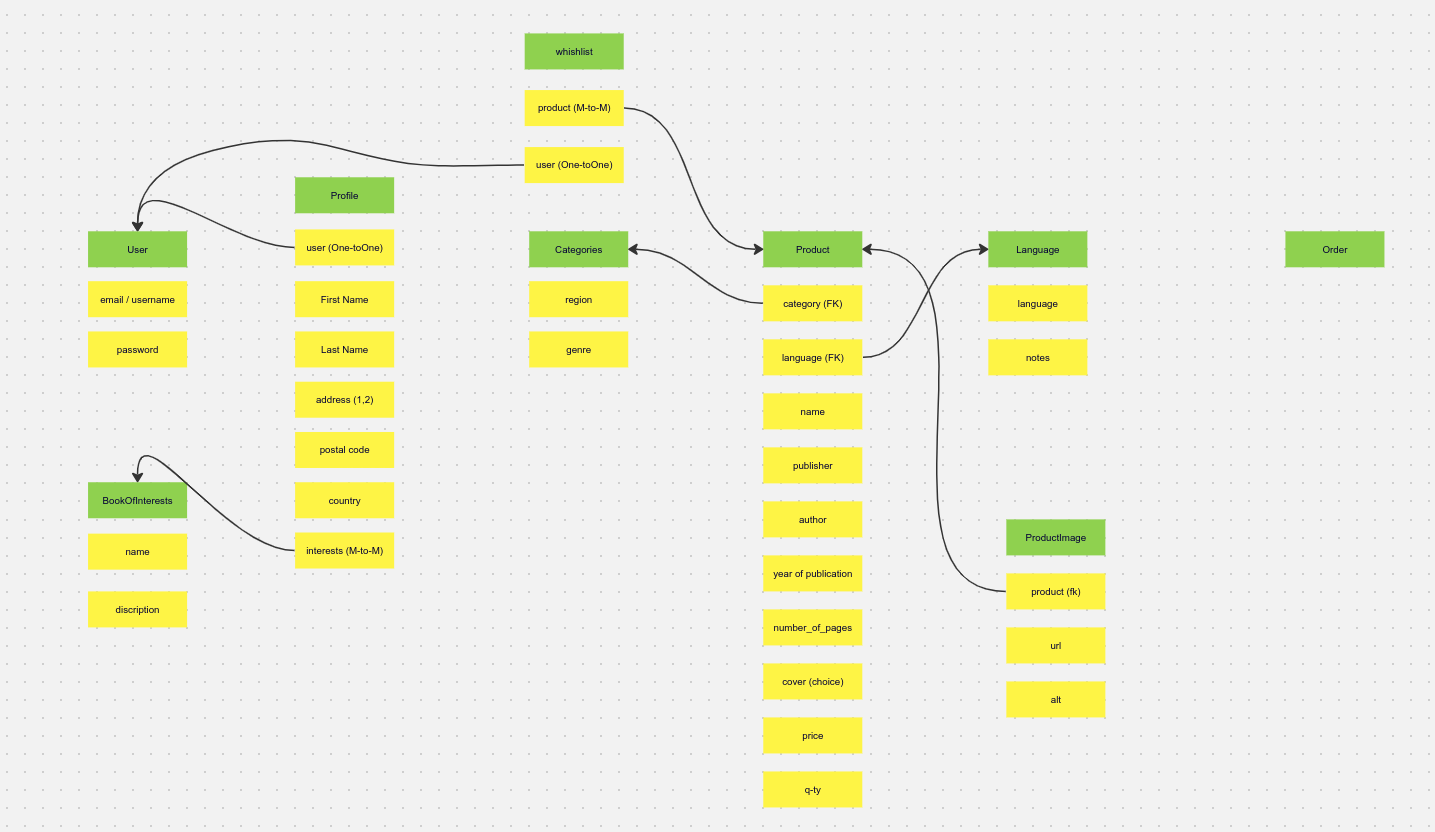 whishlist
product (M-to-M)
user (One-toOne)
Profile
user (One-toOne)
First Name
Last Name
address (1,2)
postal code
country
interests (M-to-M)
User
email / username
password
BookOfInterests
name
discription
Categories
region
genre
Product
category (FK)
language (FK)
name
publisher
author
year of publication
number_of_pages
cover (choice)
price
q-ty
Language
language
notes
ProductImage
product (fk)
url
alt
Order